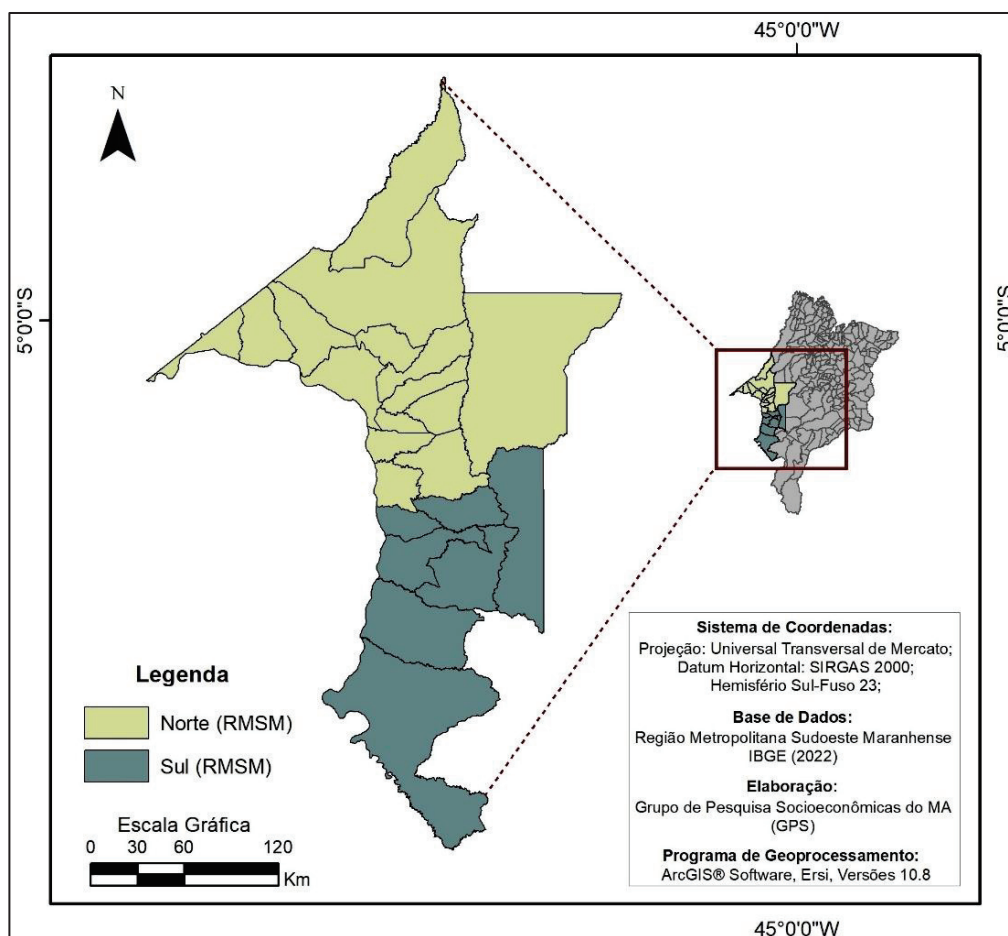 45°0'0"W
N
5°0'0"S
5°0'0"S
Legenda
Norte (RMSM)
Sul (RMSM)
Escala Gráfica
0 30 60 120
Km
Sistema de Coordenadas:
Projeção: Universal Transversal de Mercato;
Datum Horizontal: SIRGAS 2000;
Hemisfério Sul-Fuso 23;
Base de Dados:
Região Metropolitana Sudoeste Maranhense
IBGE (2022)
Elaboração:
Grupo de Pesquisa Socioeconômicas do MA
(GPS)
Programa de Geoprocessamento:
ArcGIS® Software, Ersi, Versões 10.8
45°0'0"W